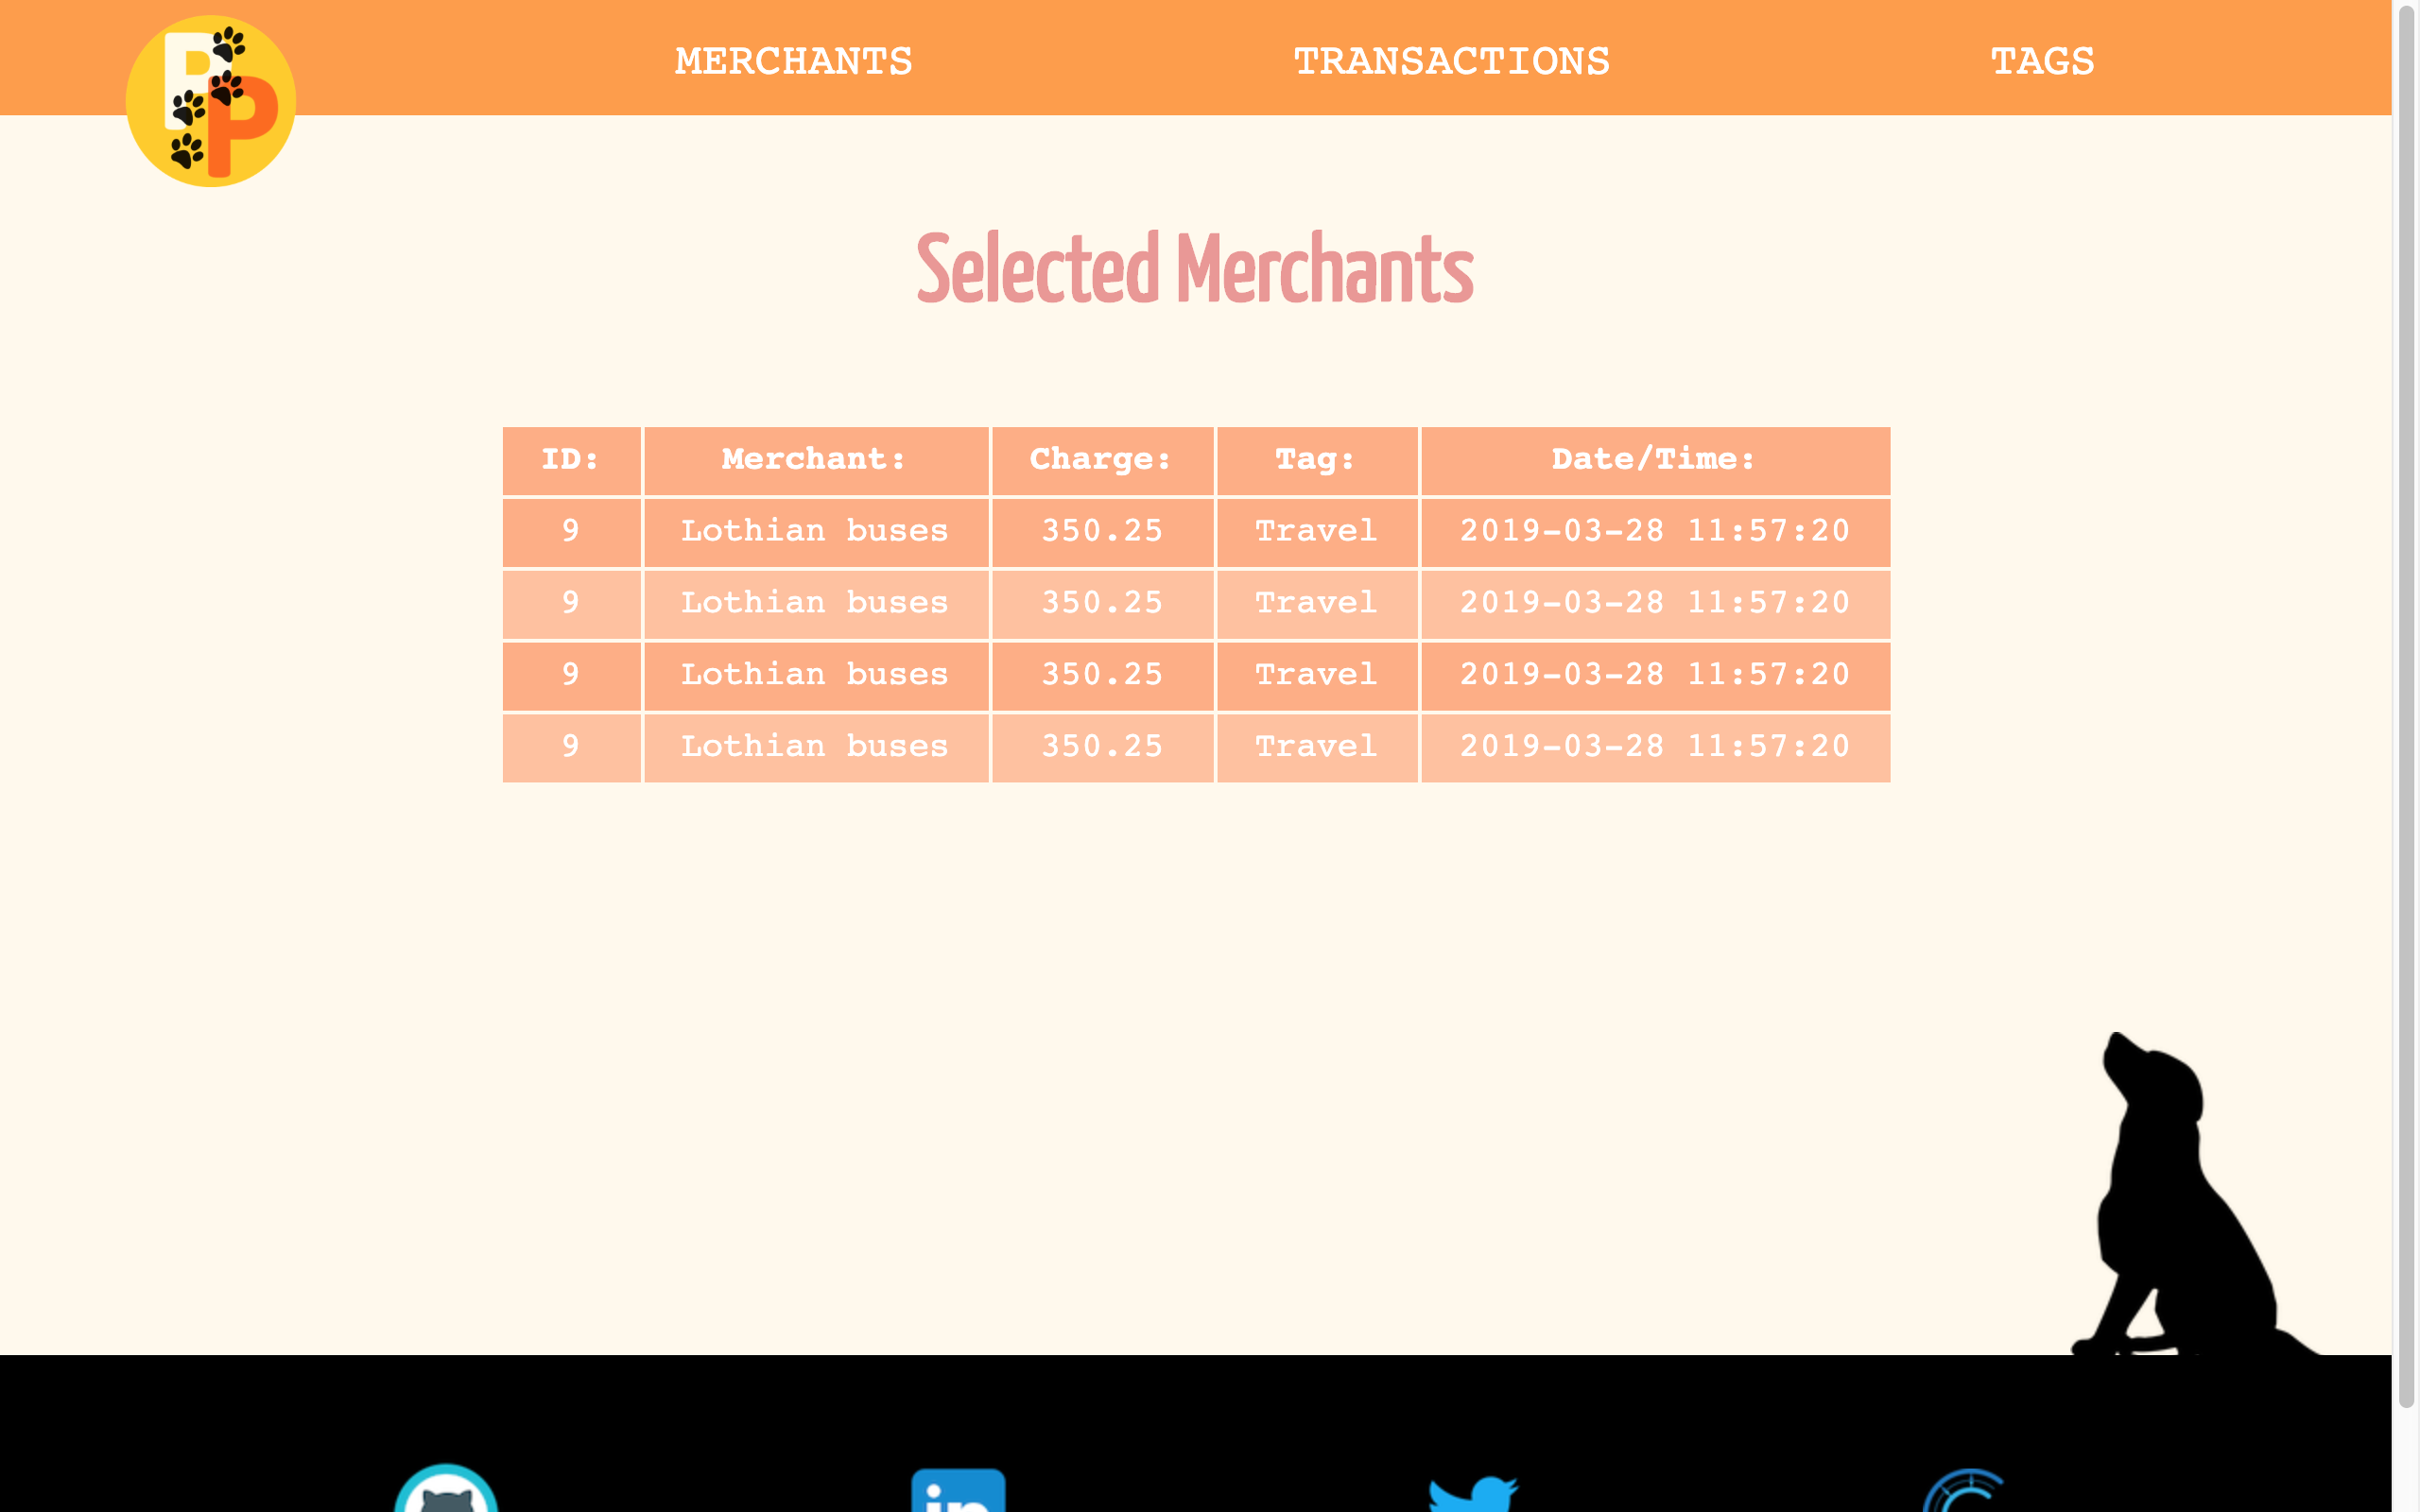 PP
MERCHANTS TRANSACTIONS TAGS
Selected Merchants
ID: Merchant: Charge: Tag: Date/Time:
9 Lothian buses 350.25 Travel 2019-03-28 11:57:20
9 Lothian buses 350.25 Travel 2019-03-28 11:57:20
9 Lothian buses 350.25 Travel 2019-03-28 11:57:20
9 Lothian buses 350.25 Travel 2019-03-28 11:57:20
in